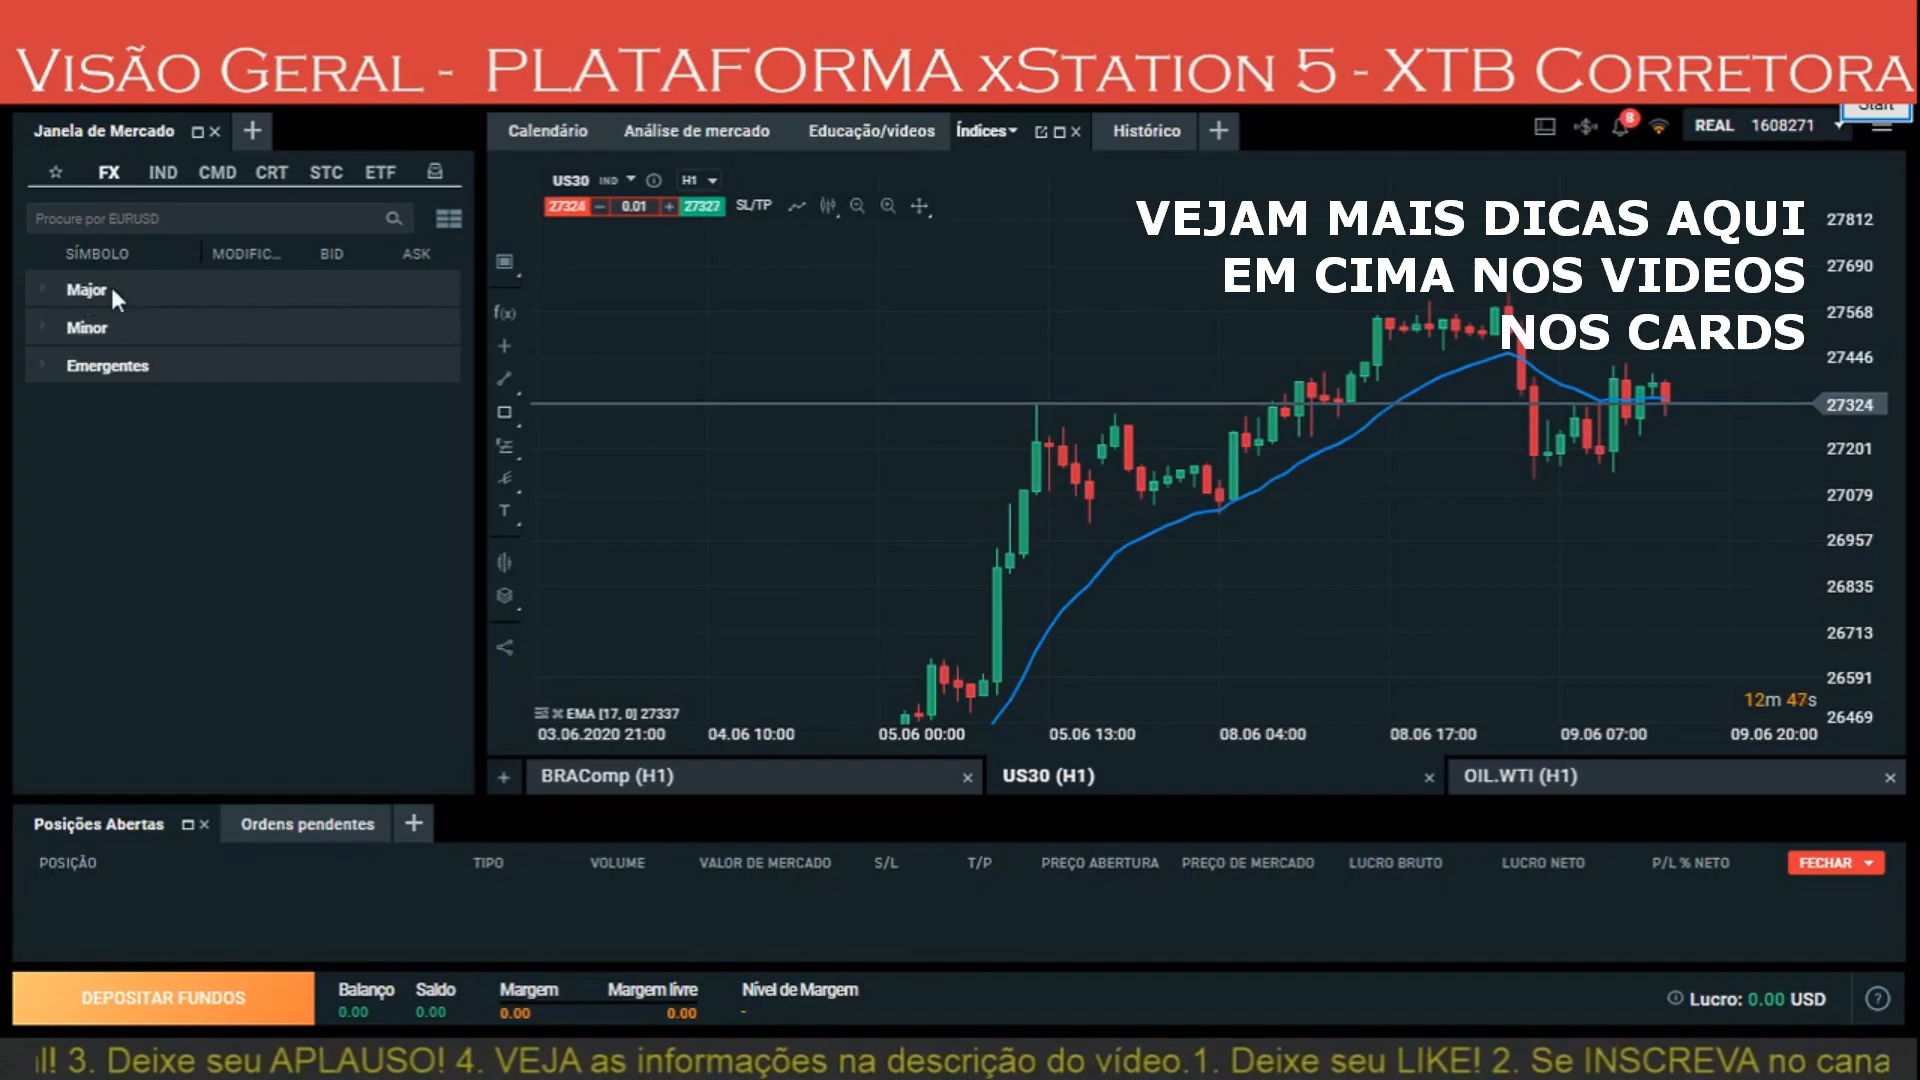 VISÃO GERAL - PLATAFORMA XSTATION 5 - XTB CORRETORA
Start
Janela de Mercado
Calendário Análise de mercado Educação/videos Índices Histórico
8
REAL 1608271
FX IND CMD CRT STC ETF
Procure por EURUSD
SÍMBOLO MODIFIC... BID ASK
Major
Minor
Emergentes
US30 IND H1
27324 − 0.01 + 27327 SL/TP
f(x)
T
VEJAM MAIS DICAS AQUI
EM CIMA NOS VIDEOS
NOS CARDS
27812
27690
27568
27446
27324
27201
27079
26957
26835
26713
26591
26469
12m 47s
EMA [17, 0] 27337
03.06.2020 21:00 04.06 10:00 05.06 00:00 05.06 13:00 08.06 04:00 08.06 17:00 09.06 07:00 09.06 20:00
BRAComp (H1) US30 (H1) OIL.WTI (H1)
Posições Abertas Ordens pendentes
POSIÇÃO TIPO VOLUME VALOR DE MERCADO S/L T/P PREÇO ABERTURA PREÇO DE MERCADO LUCRO BRUTO LUCRO NETO P/L % NETO FECHAR
DEPOSITAR FUNDOS
Balanço Saldo Margem Margem livre Nível de Margem
0.00 0.00 0.00 0.00 -
Lucro: 0.00 USD ?
l! 3. Deixe seu APLAUSO! 4. VEJA as informações na descrição do vídeo.1. Deixe seu LIKE! 2. Se INSCREVA no cana